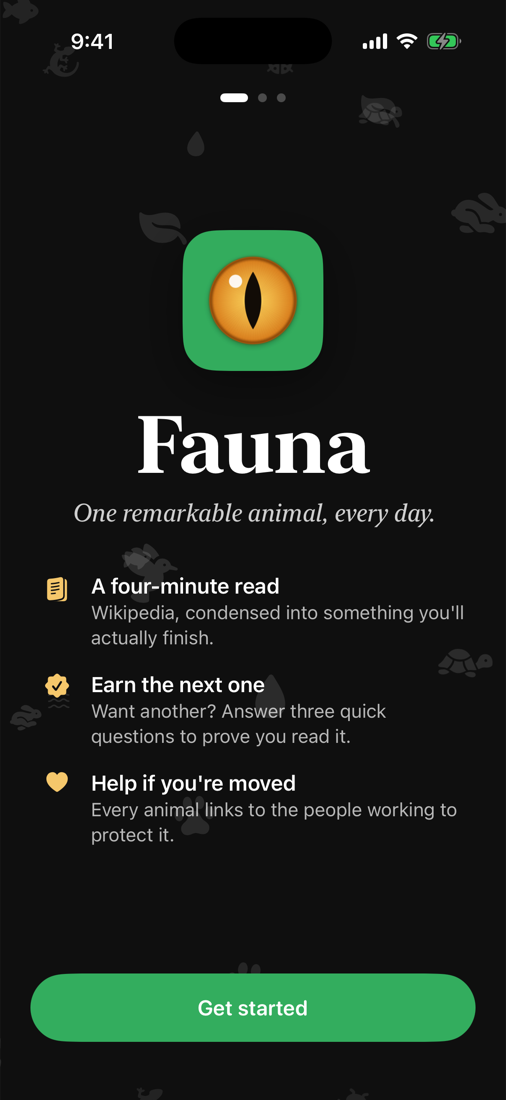 9:41
Fauna
One remarkable animal, every day.
A four-minute read
Wikipedia, condensed into something you'll
actually finish.
Earn the next one
Want another? Answer three quick
questions to prove you read it.
Help if you're moved
Every animal links to the people working to
protect it.
Get started